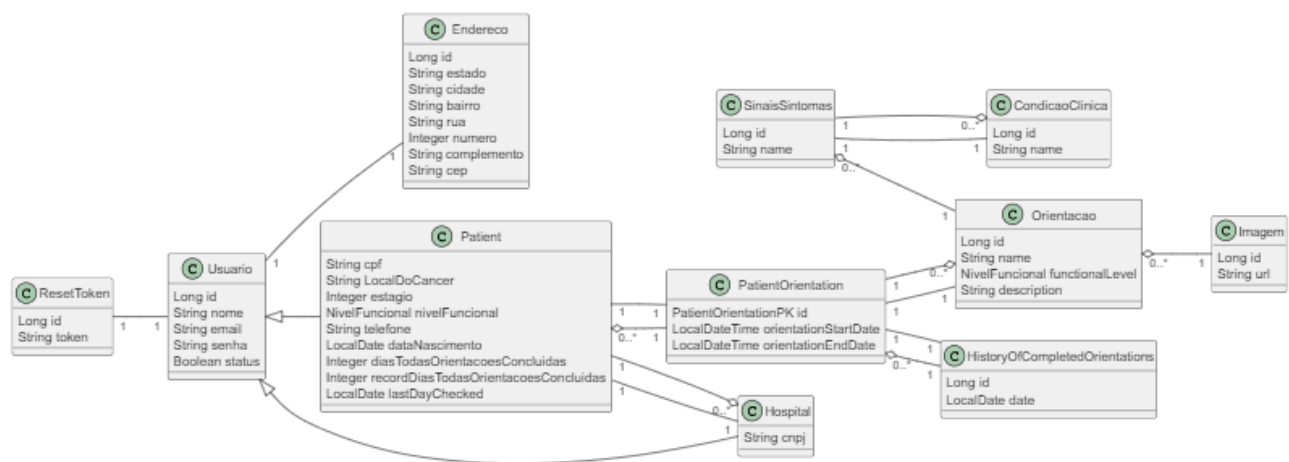 C Endereco
Long id
String estado
String cidade
String bairro
String rua
Integer numero
String complemento
String cep
C SinaisSintomas
Long id
String name
C CondicaoClinica
Long id
String name
1
0..*
1
1
0..*
1
1
1
C Orientacao
Long id
String name
NivelFuncional functionalLevel
String description
0..*
1
C Imagem
Long id
String url
C Patient
String cpf
String LocalDoCancer
Integer estagio
NivelFuncional nivelFuncional
String telefone
LocalDate dataNascimento
Integer diasTodasOrientacoesConcluidas
Integer recordDiasTodasOrientacoesConcluidas
LocalDate lastDayChecked
C Usuario
Long id
String nome
String email
String senha
Boolean status
C ResetToken
Long id
String token
1
1
C PatientOrientation
PatientOrientationPK id
LocalDateTime orientationStartDate
LocalDateTime orientationEndDate
1
1
0..*
1
1
0..*
1
1
1
1
0..*
1
C HistoryOfCompletedOrientations
Long id
LocalDate date
1
0..*
1
1
C Hospital
String cnpj